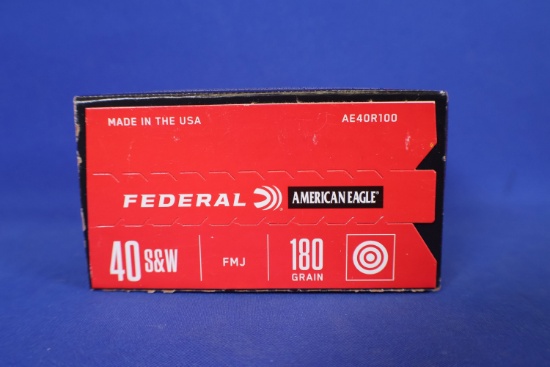 MADE IN THE USA AE40R100
FEDERAL AMERICAN EAGLE
40 S&W FMJ 180 GRAIN